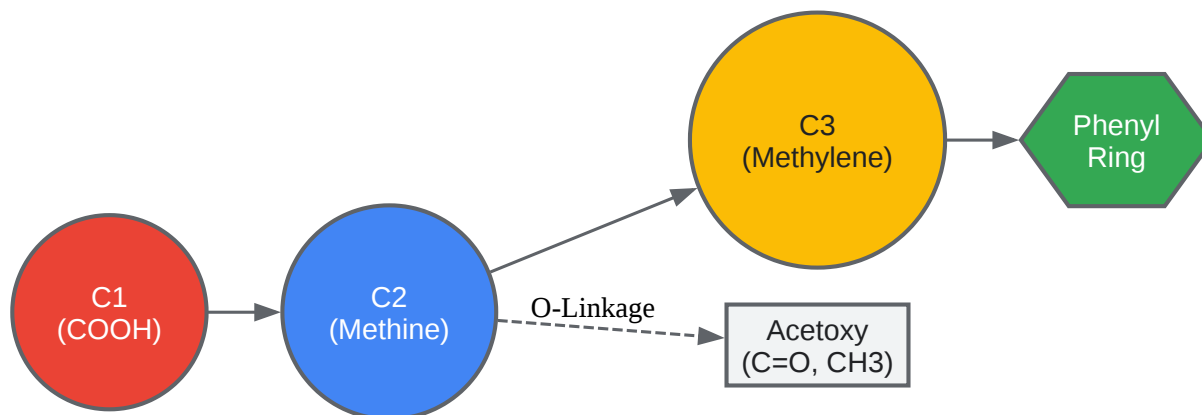 C1
(COOH)
C2
(Methine)
O-Linkage
C3
(Methylene)
Phenyl
Ring
Acetoxy
(C=O, CH3)